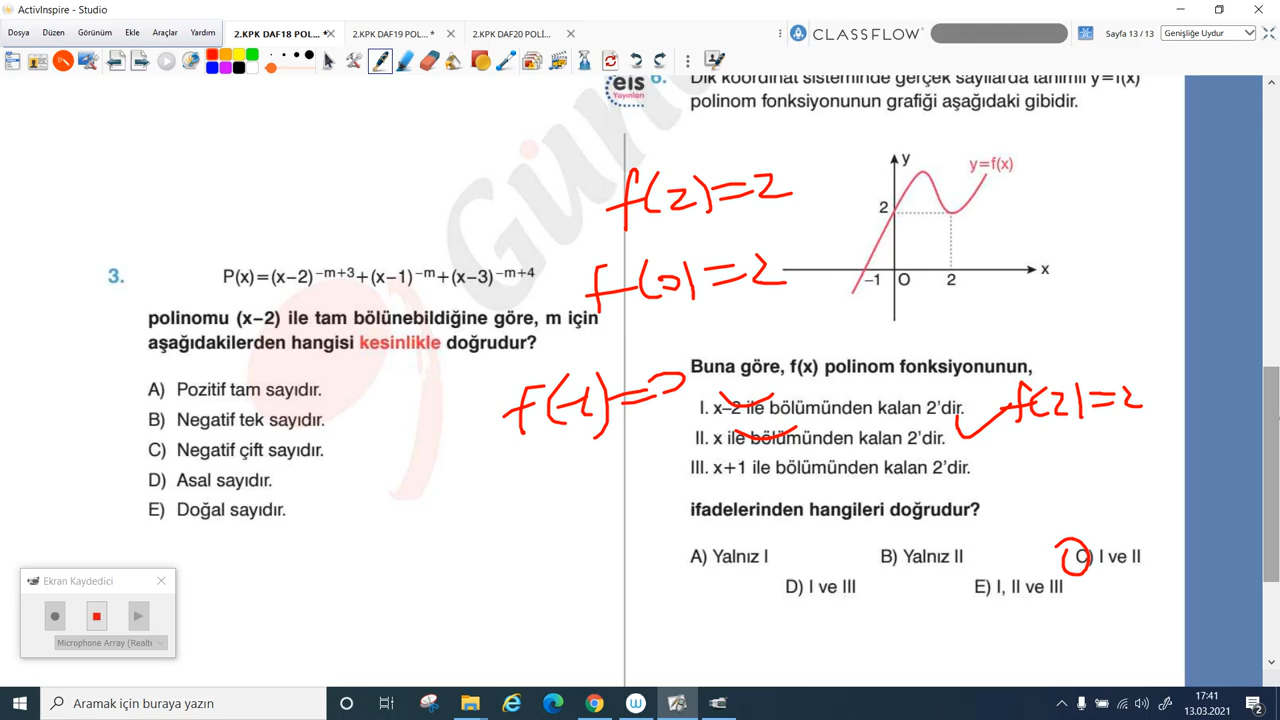 ActivInspire - Studio
Dosya Düzen Görünüm Ekle Araçlar Yardım
2.KPK DAF18 POL...* 2.KPK DAF19 POL... * 2.KPK DAF20 POLİ...
CLASSFLOW
Sayfa 13 / 13
Genişliğe Uydur
eis
Yayınları
3.
P(x)=(x−2)^−m+3+(x−1)^−m+(x−3)^−m+4
polinomu (x−2) ile tam bölünebildiğine göre, m için
aşağıdakilerden hangisi kesinlikle doğrudur?
A) Pozitif tam sayıdır.
B) Negatif tek sayıdır.
C) Negatif çift sayıdır.
D) Asal sayıdır.
E) Doğal sayıdır.
6.
Dik koordinat sisteminde gerçek sayılarda tanımlı y=f(x)
polinom fonksiyonunun grafiği aşağıdaki gibidir.
f(2)=2
f(0)=2
f(-1)=0
y
y=f(x)
2
−1 O 2 x
Buna göre, f(x) polinom fonksiyonunun,
I. x−2 ile bölümünden kalan 2'dir.
f(2)=2
II. x ile bölümünden kalan 2'dir.
III. x+1 ile bölümünden kalan 2'dir.
ifadelerinden hangileri doğrudur?
A) Yalnız I B) Yalnız II C) I ve II
D) I ve III E) I, II ve III
Ekran Kaydedici
Microphone Array (Realt
Aramak için buraya yazın
17:41
13.03.2021
2